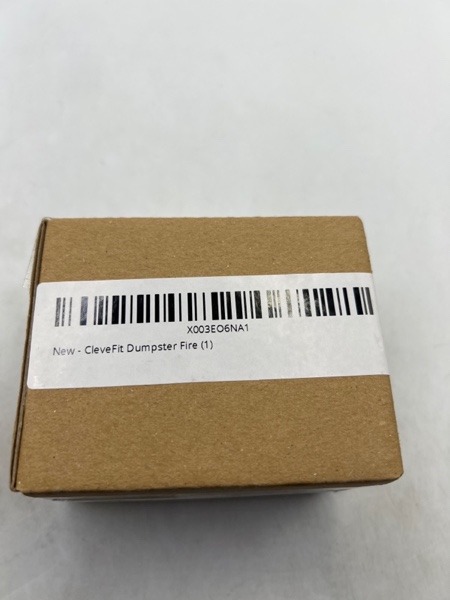 X003EO6NA1
New - CleveFit Dumpster Fire (1)